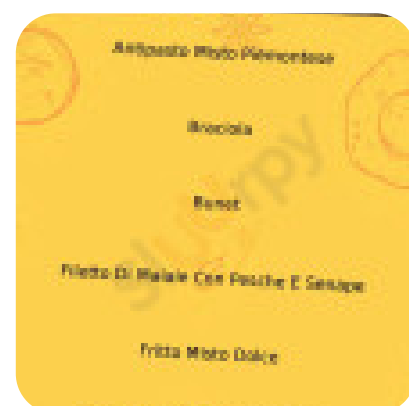 Antipasto Misto Piemontese
Braciola
Bunet
Filetto Di Maiale Con Pesche E Senape
Fritto Misto Dolce